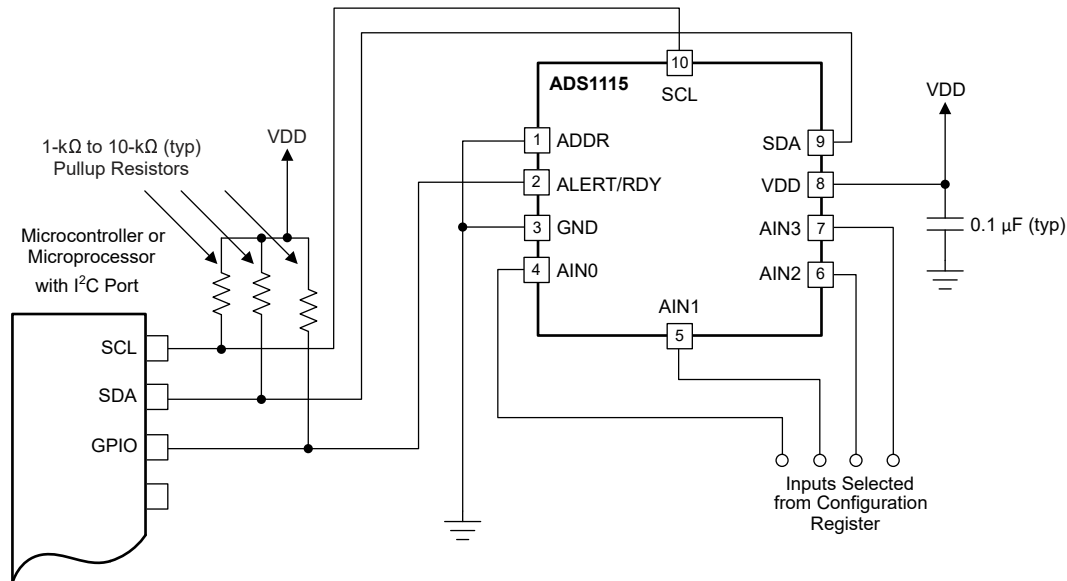 1-kΩ to 10-kΩ (typ)
Pullup Resistors
VDD
Microcontroller or
Microprocessor
with I²C Port
SCL
SDA
GPIO
ADS1115
10
SCL
1 ADDR
2 ALERT/RDY
3 GND
4 AIN0
AIN1
5
SDA 9
VDD 8
AIN3 7
AIN2 6
VDD
0.1 µF (typ)
Inputs Selected
from Configuration
Register